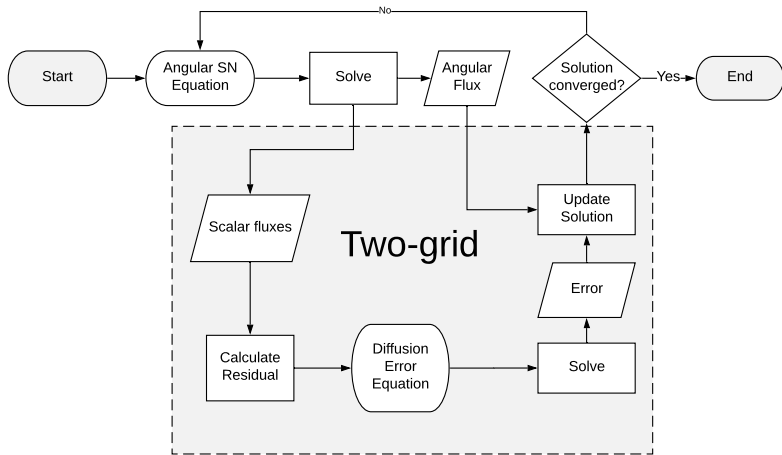 No
Start
Angular SN
Equation
Solve
Angular
Flux
Solution
converged?
Yes
End
Scalar fluxes
Two-grid
Update
Solution
Error
Calculate
Residual
Diffusion
Error
Equation
Solve